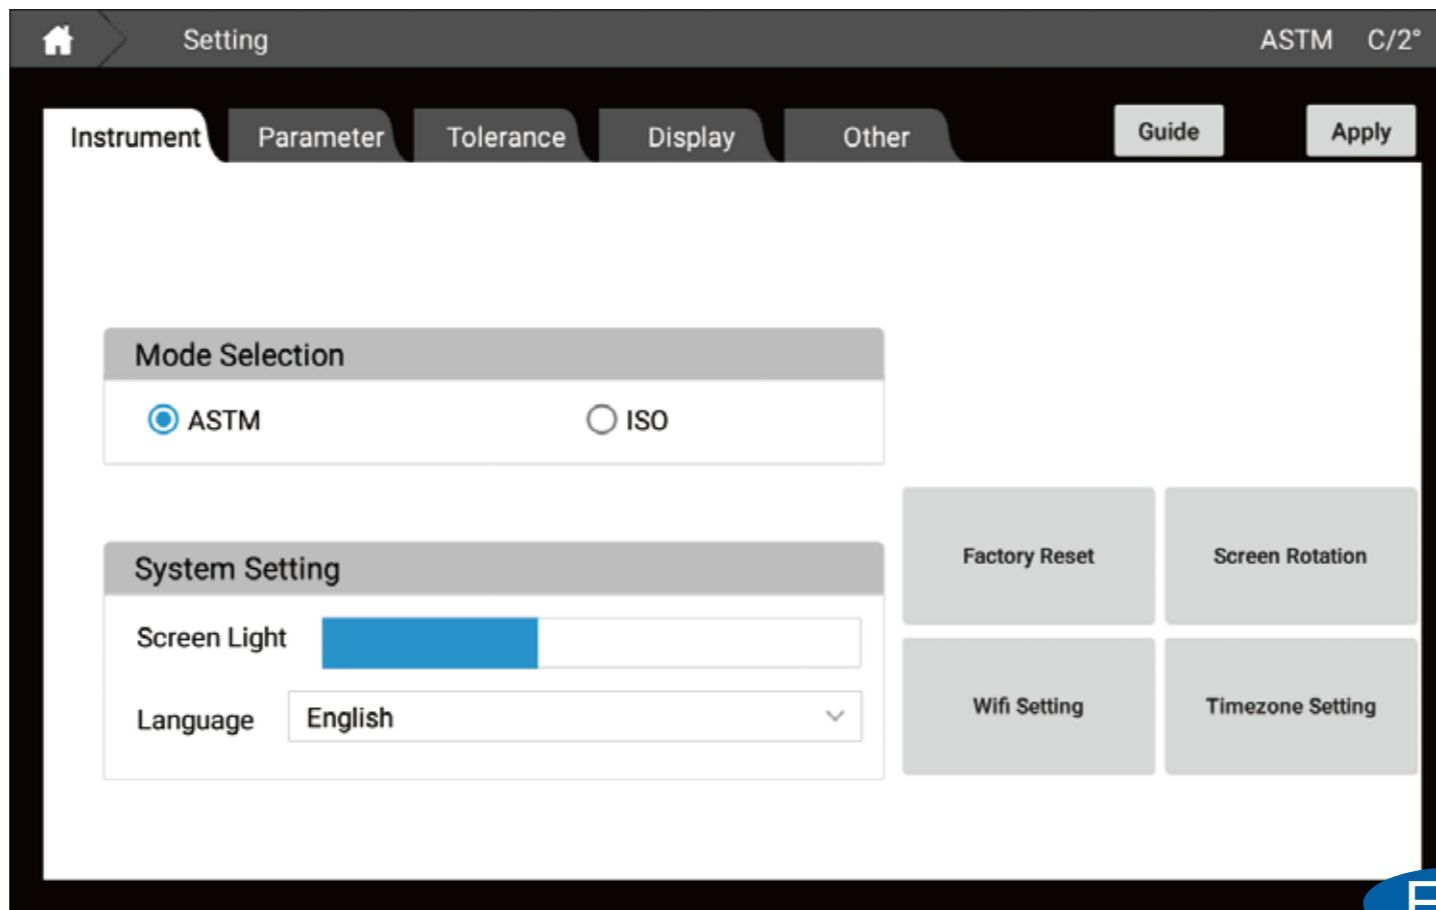 Setting
ASTM C/2°
Instrument Parameter Tolerance Display Other Guide Apply
Mode Selection
ASTM ISO
System Setting
Screen Light
Language English
Factory Reset Screen Rotation
Wifi Setting Timezone Setting